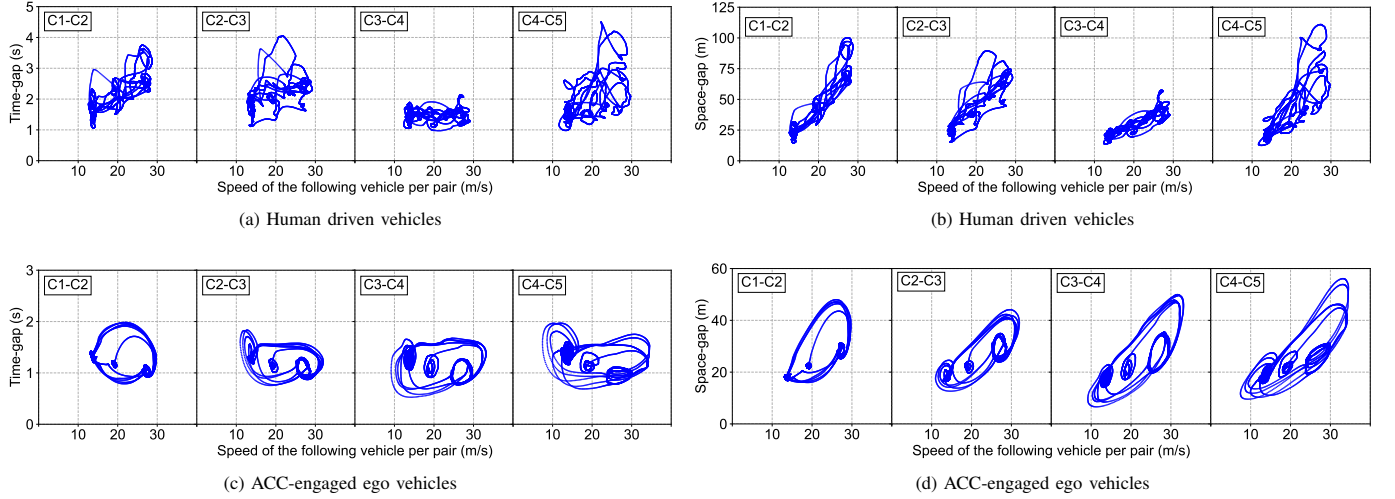 C1-C2 C2-C3 C3-C4 C4-C5
Time-gap (s)
5
4
3
2
1
0
10 20 30 10 20 30 10 20 30 10 20 30
Speed of the following vehicle per pair (m/s)
(a) Human driven vehicles
C1-C2 C2-C3 C3-C4 C4-C5
Space-gap (m)
125
100
75
50
25
0
10 20 30 10 20 30 10 20 30 10 20 30
Speed of the following vehicle per pair (m/s)
(b) Human driven vehicles
C1-C2 C2-C3 C3-C4 C4-C5
Time-gap (s)
3
2
1
0
10 20 30 10 20 30 10 20 30 10 20 30
Speed of the following vehicle per pair (m/s)
(c) ACC-engaged ego vehicles
C1-C2 C2-C3 C3-C4 C4-C5
Space-gap (m)
60
40
20
0
10 20 30 10 20 30 10 20 30 10 20 30
Speed of the following vehicle per pair (m/s)
(d) ACC-engaged ego vehicles